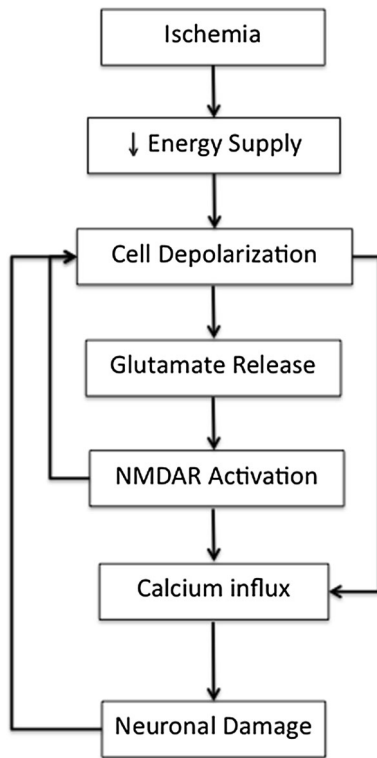 Ischemia
↓ Energy Supply
Cell Depolarization
Glutamate Release
NMDAR Activation
Calcium influx
Neuronal Damage